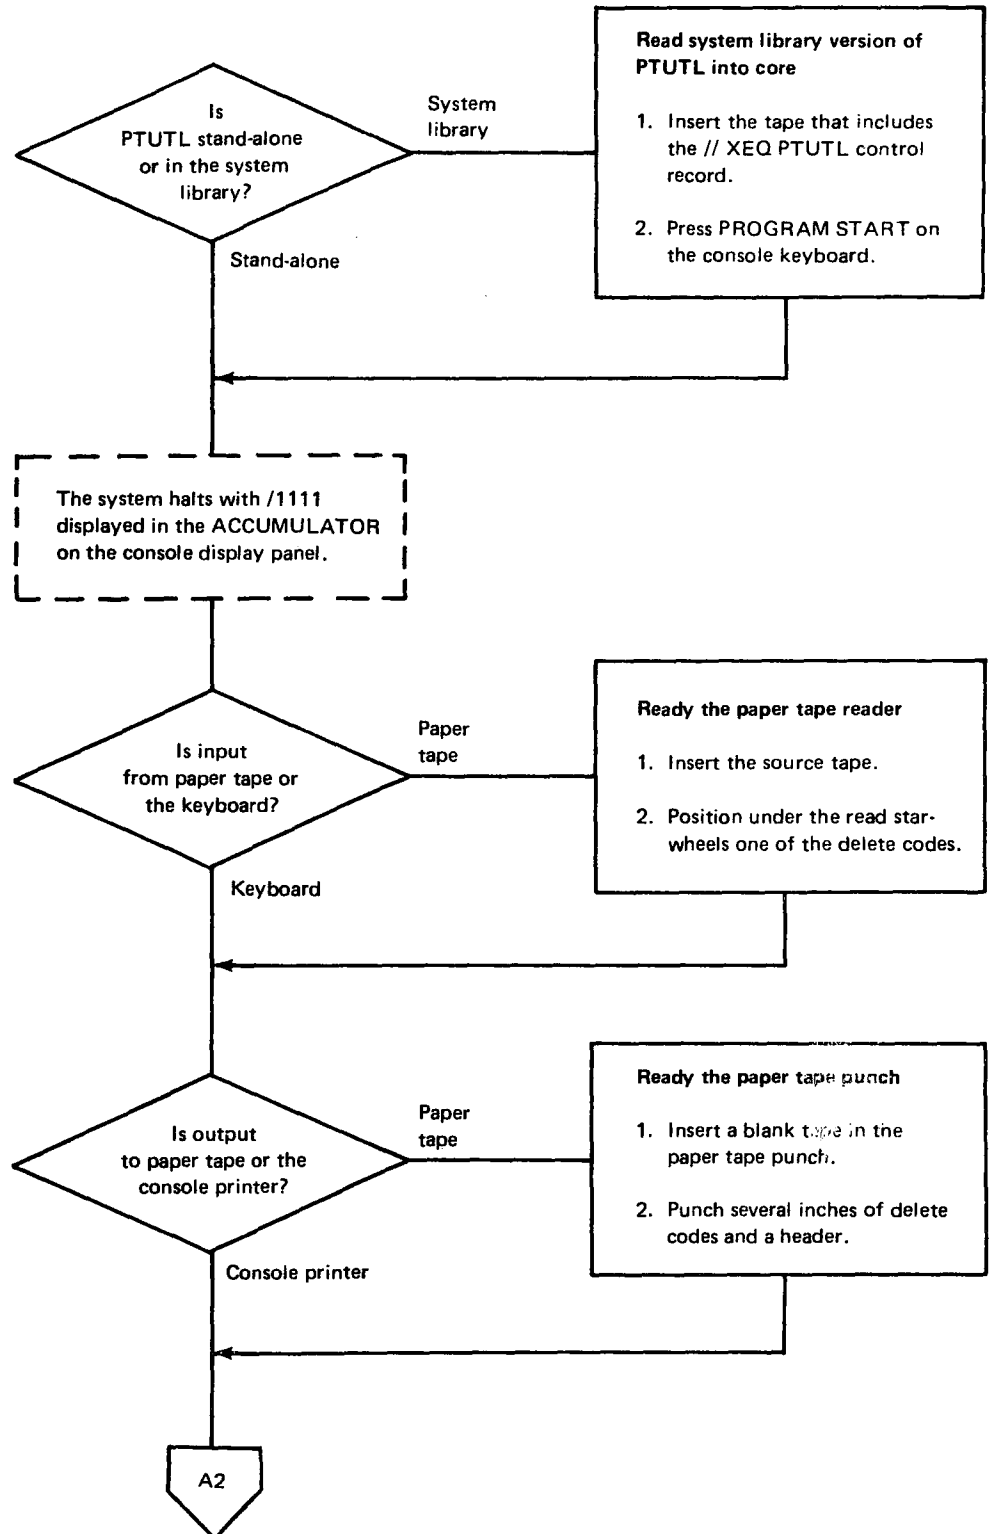 Is
PTUTL stand-alone
or in the system
library?
System
library
Read system library version of
PTUTL into core
1. Insert the tape that includes
the // XEQ PTUTL control
record.
2. Press PROGRAM START on
the console keyboard.
Stand-alone
The system halts with /1111
displayed in the ACCUMULATOR
on the console display panel.
Is input
from paper tape or
the keyboard?
Paper
tape
Ready the paper tape reader
1. Insert the source tape.
2. Position under the read star-
wheels one of the delete codes.
Keyboard
Is output
to paper tape or the
console printer?
Paper
tape
Ready the paper tape punch
1. Insert a blank tape in the
paper tape punch.
2. Punch several inches of delete
codes and a header.
Console printer
A2